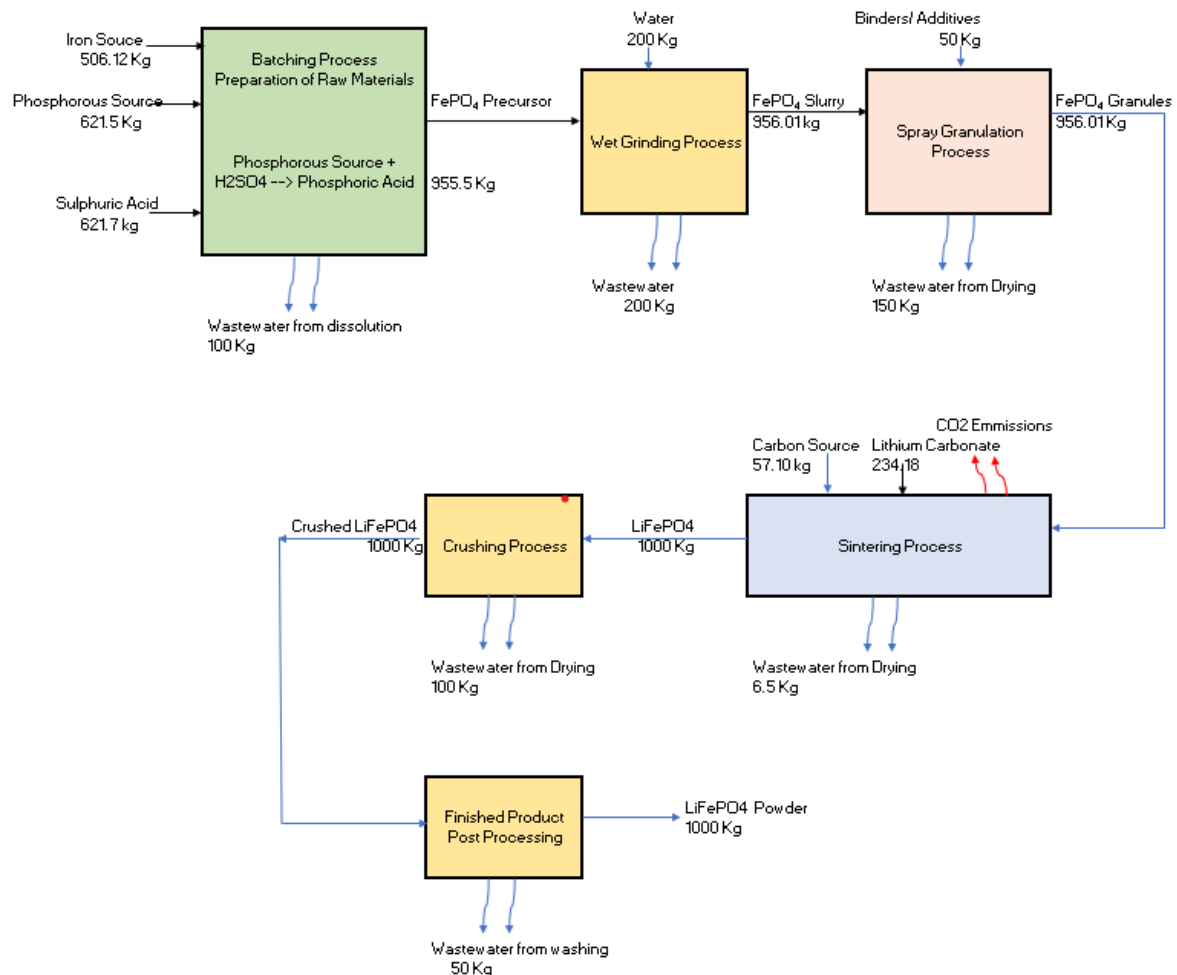 Iron Souce
506.12 Kg
Phosphorous Source
621.5 Kg
Sulphuric Acid
621.7 kg
Batching Process
Preparation of Raw Materials
Phosphorous Source +
H2SO4 --> Phosphoric Acid
Wastewater from dissolution
100 Kg
FePO₄ Precursor
955.5 Kg
Water
200 Kg
Wet Grinding Process
Wastewater
200 Kg
FePO₄ Slurry
956.01 kg
Binders/ Additives
50 Kg
Spray Granulation
Process
Wastewater from Drying
150 Kg
FePO₄ Granules
956.01 Kg
CO2 Emmissions
Carbon Source
57.10 kg
Lithium Carbonate
234.18
Sintering Process
Wastewater from Drying
6.5 Kg
LiFePO4
1000 Kg
Crushing Process
Wastewater from Drying
100 Kg
Crushed LiFePO4
1000 Kg
Finished Product
Post Processing
LiFePO4 Powder
1000 Kg
Wastewater from washing
50 Kg